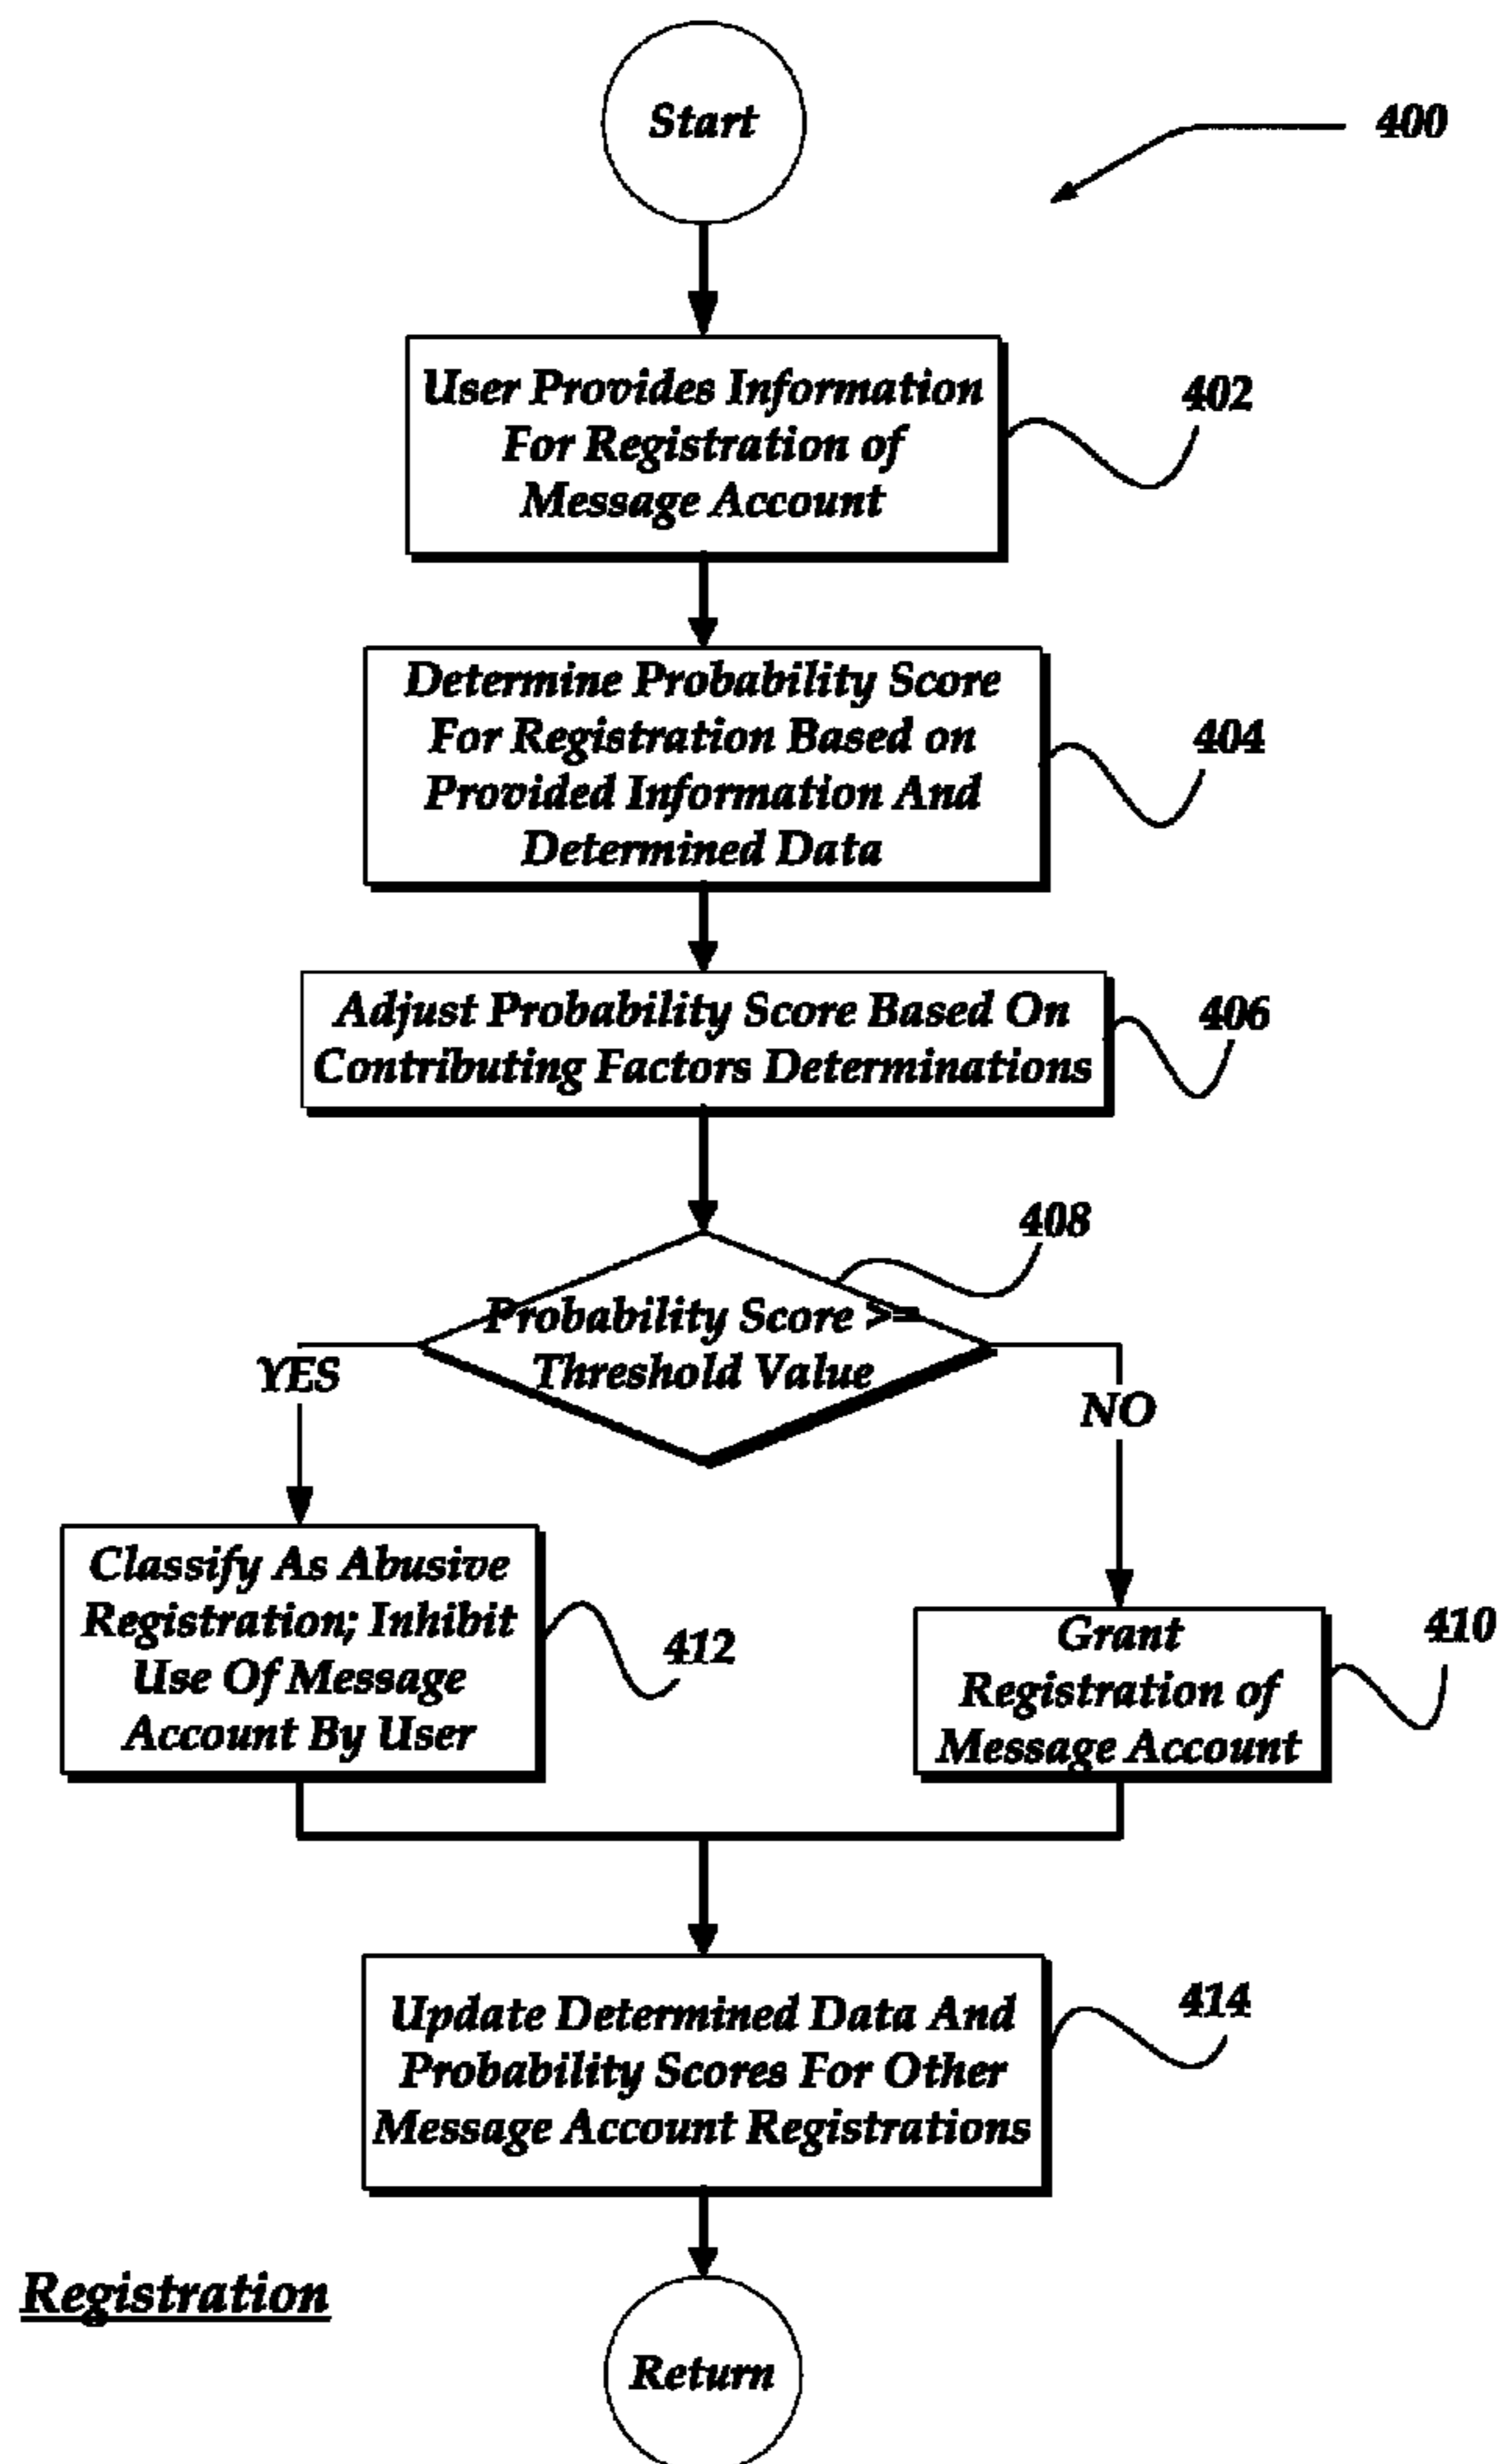 Start
400
User Provides Information
For Registration of
Message Account
402
Determine Probability Score
For Registration Based on
Provided Information And
Determined Data
404
Adjust Probability Score Based On
Contributing Factors Determinations
406
408
Probability Score >=
Threshold Value
YES
NO
Classify As Abusive
Registration; Inhibit
Use Of Message
Account By User
412
Grant
Registration of
Message Account
410
Update Determined Data And
Probability Scores For Other
Message Account Registrations
414
Registration
Return